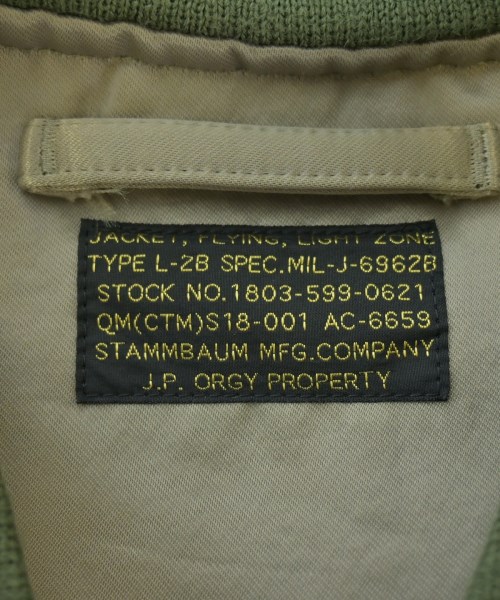 JACKET, FLYING, LIGHT ZONE
TYPE L-2B SPEC.MIL-J-6962B
STOCK NO.1803-599-0621
QM(CTM)S18-001 AC-6659
STAMMBAUM MFG.COMPANY
J.P. ORGY PROPERTY